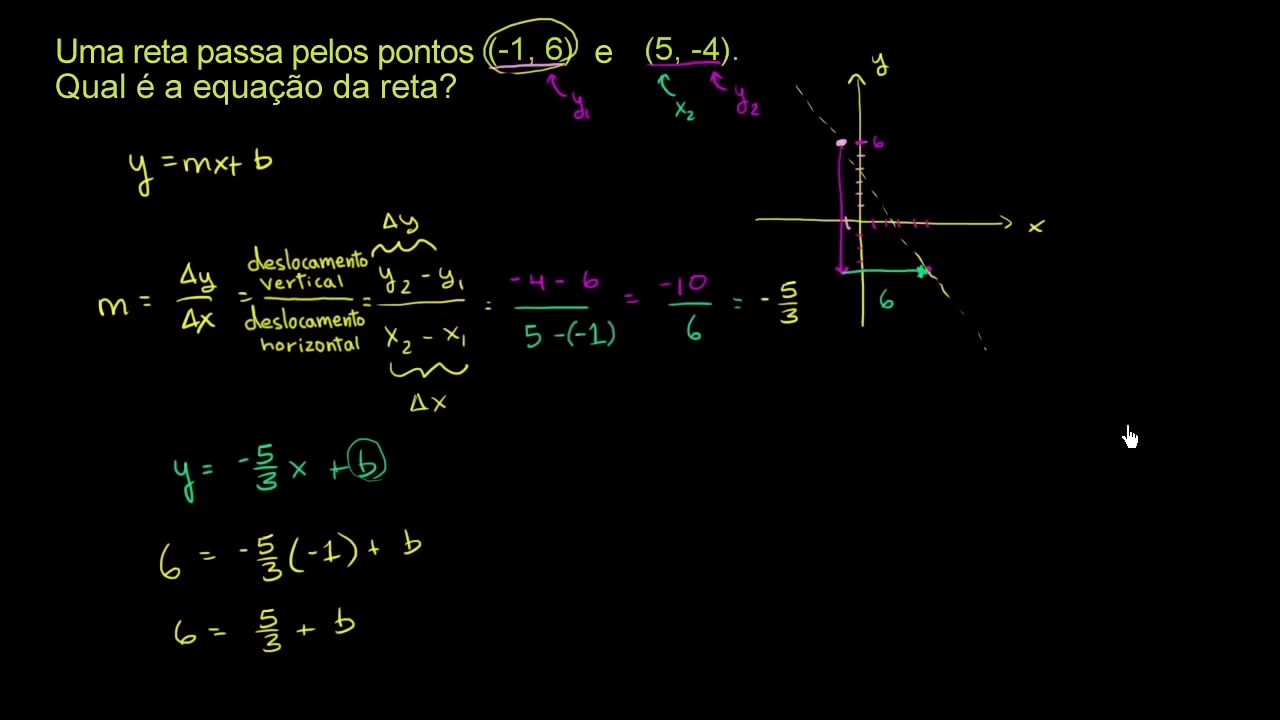 Uma reta passa pelos pontos (-1, 6) e (5, -4).
Qual é a equação da reta?
y₁ x₂ y₂
y
6
x
6
y = mx + b
Δy
m = Δy/Δx = deslocamento vertical/deslocamento horizontal = y₂ - y₁/x₂ - x₁ = -4 - 6/5 - (-1) = -10/6 = -5/3
Δx
y = -5/3 x + b
6 = -5/3 (-1) + b
6 = 5/3 + b